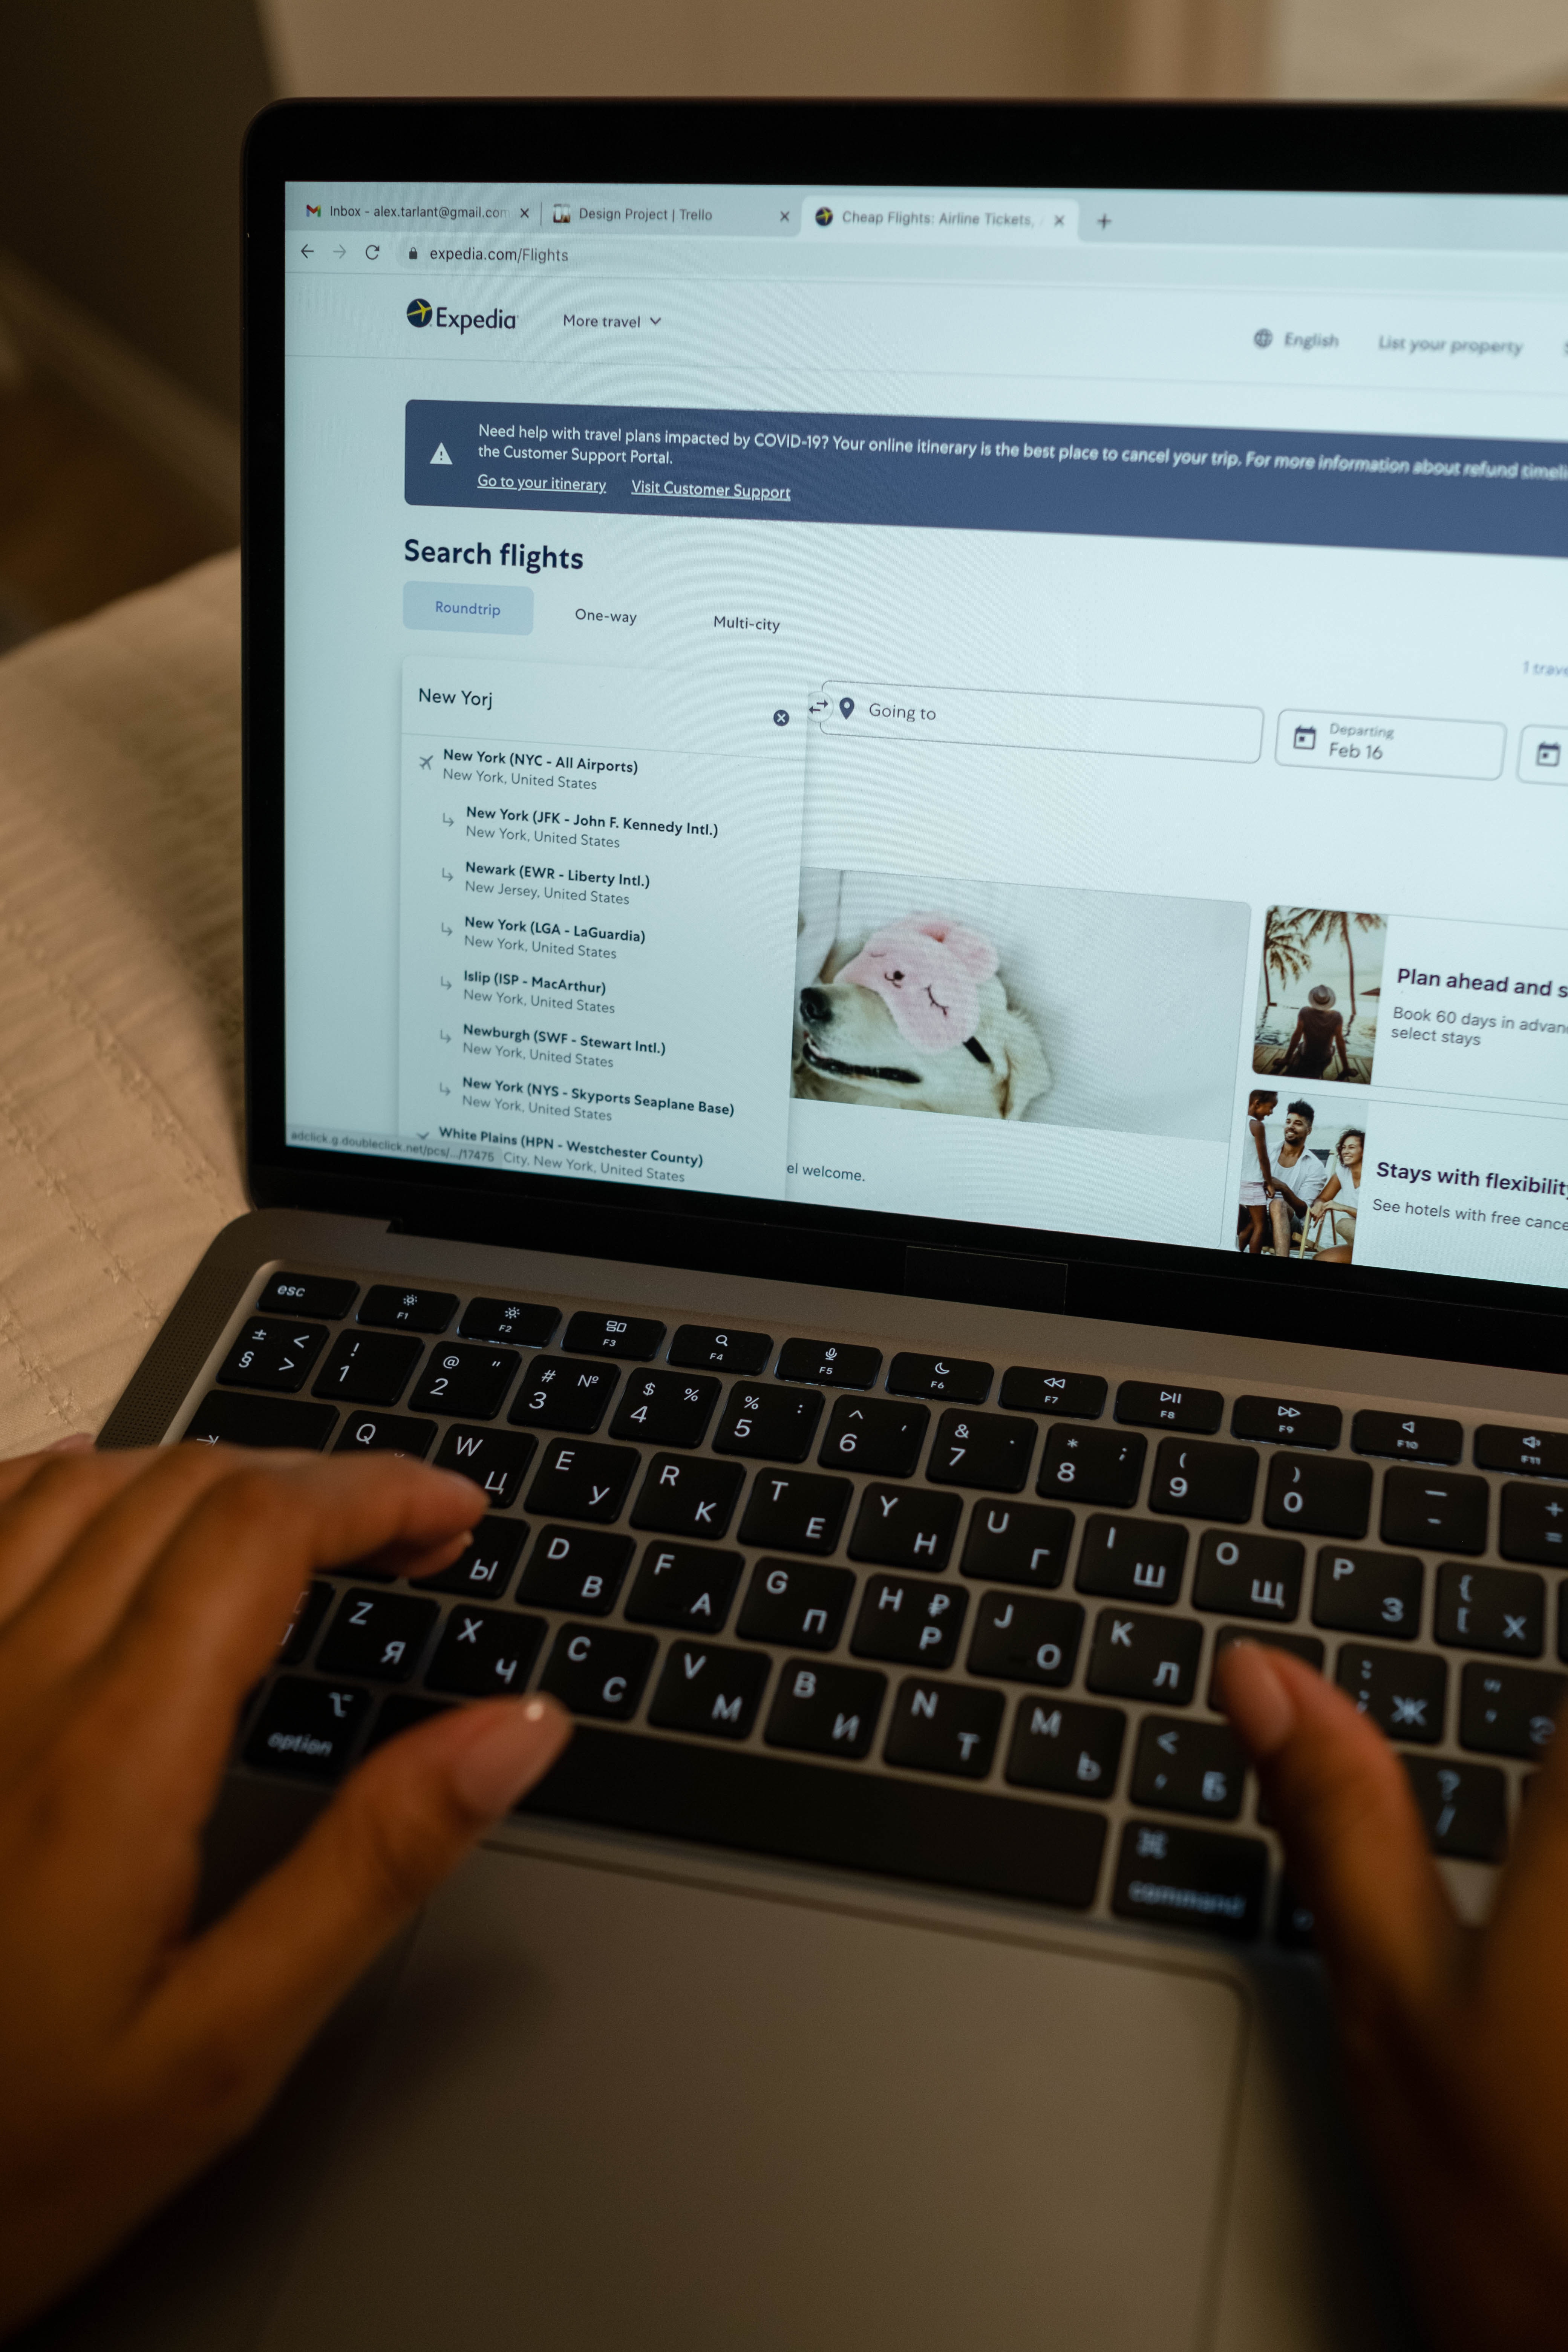 Inbox - alex.tarlant@gmail.com
Design Project | Trello
Cheap Flights: Airline Tickets,
expedia.com/Flights
Expedia
More travel
English
List your property
Need help with travel plans impacted by COVID-19? Your online itinerary is the best place to cancel your trip. For more information about refund timeli
the Customer Support Portal.
Go to your itinerary Visit Customer Support
Search flights
Roundtrip One-way Multi-city
1 trave
New Yorj
Going to
Departing
Feb 16
New York (NYC - All Airports)
New York, United States
New York (JFK - John F. Kennedy Intl.)
New York, United States
Newark (EWR - Liberty Intl.)
New Jersey, United States
New York (LGA - LaGuardia)
New York, United States
Islip (ISP - MacArthur)
New York, United States
Newburgh (SWF - Stewart Intl.)
New York, United States
New York (NYS - Skyports Seaplane Base)
New York, United States
White Plains (HPN - Westchester County)
City, New York, United States
adclick.g.doubleclick.net/pcs/.../17475
el welcome.
Plan ahead and s
Book 60 days in advan
select stays
Stays with flexibilit
See hotels with free cance
esc F1 F2 F3 F4 F5 F6 F7 F8 F9 F10 F11
± § < > ! 1 @ " 2 # № 3 $ % 4 % : 5 ^ , 6 & . 7 * ; 8 ( 9 ) 0 — - + =
Q W Ц E У R К T Е Y Н U Г I Ш O Щ P З { [ Х
Ы D В F А G П H ₽ Р J О K Л : ; Ж " '
Z Я X Ч C С V М B И N Т M Ь < , Б ? /
option ⌘ command